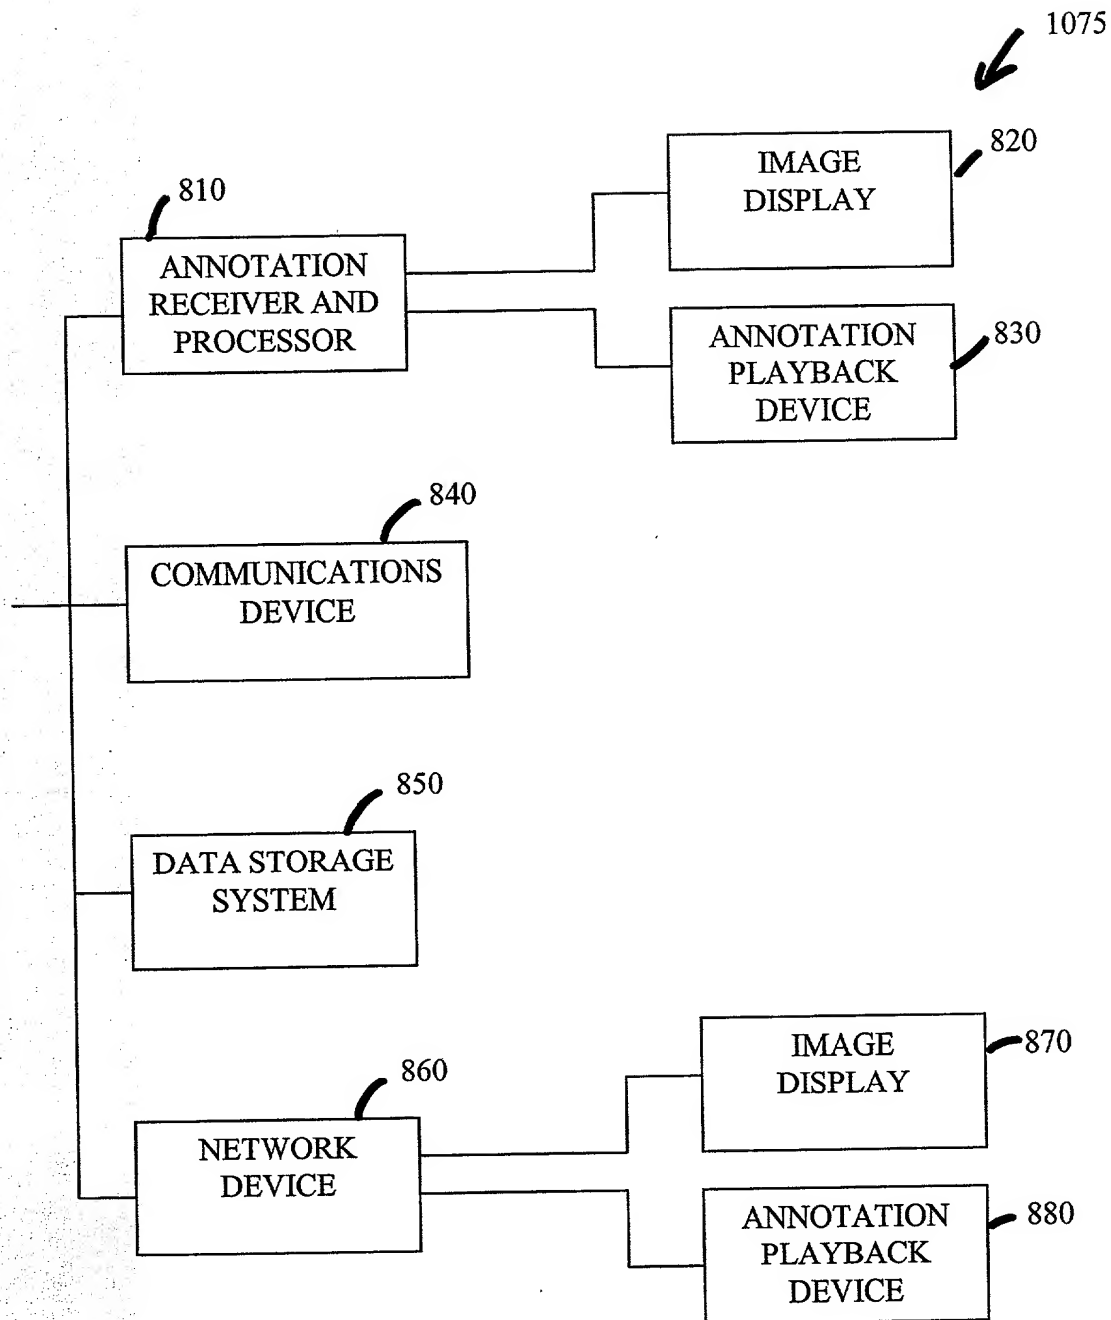 1075
820
IMAGE
DISPLAY
810
ANNOTATION
RECEIVER AND
PROCESSOR
830
ANNOTATION
PLAYBACK
DEVICE
840
COMMUNICATIONS
DEVICE
850
DATA STORAGE
SYSTEM
870
IMAGE
DISPLAY
860
NETWORK
DEVICE
880
ANNOTATION
PLAYBACK
DEVICE